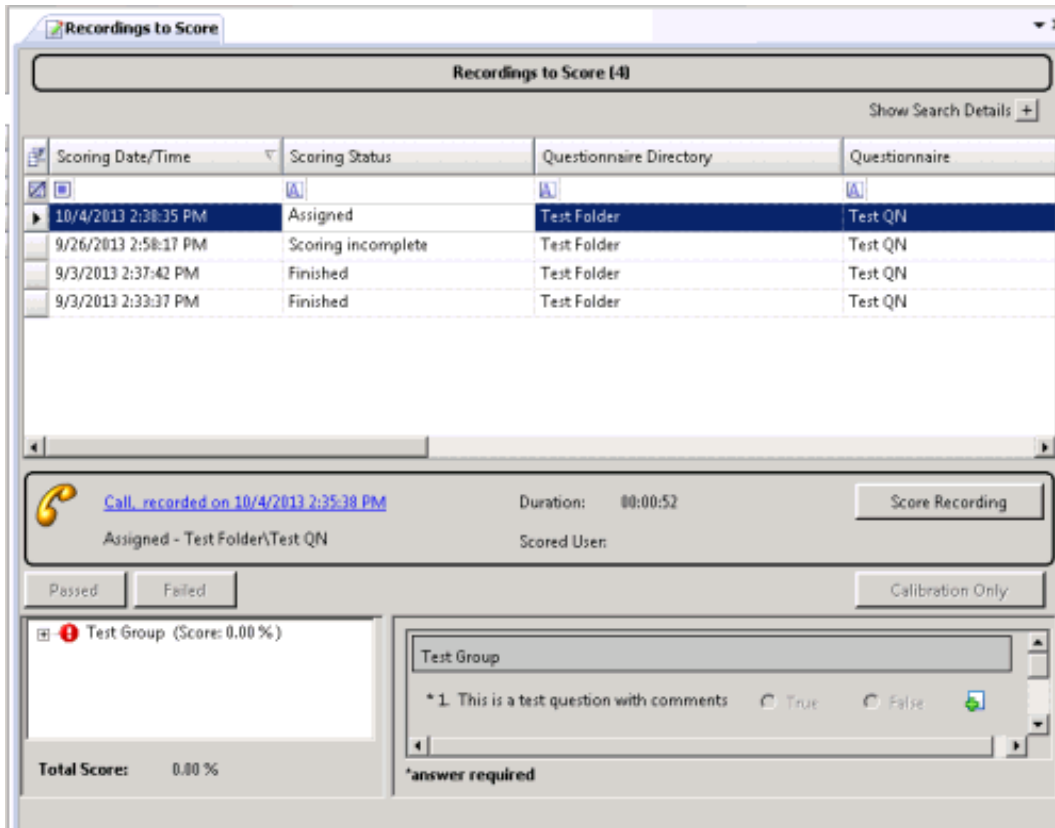 Recordings to Score
Recordings to Score (4)
Show Search Details +
Scoring Date/Time Scoring Status Questionnaire Directory Questionnaire
10/4/2013 2:38:35 PM Assigned Test Folder Test QN
9/26/2013 2:58:17 PM Scoring incomplete Test Folder Test QN
9/3/2013 2:37:42 PM Finished Test Folder Test QN
9/3/2013 2:33:37 PM Finished Test Folder Test QN
Call, recorded on 10/4/2013 2:35:38 PM Duration: 00:00:52 Score Recording
Assigned - Test Folder\Test QN Scored User:
Passed Failed Calibration Only
Test Group (Score: 0.00 %)
Test Group
* 1. This is a test question with comments True False
Total Score: 0.00 %
*answer required